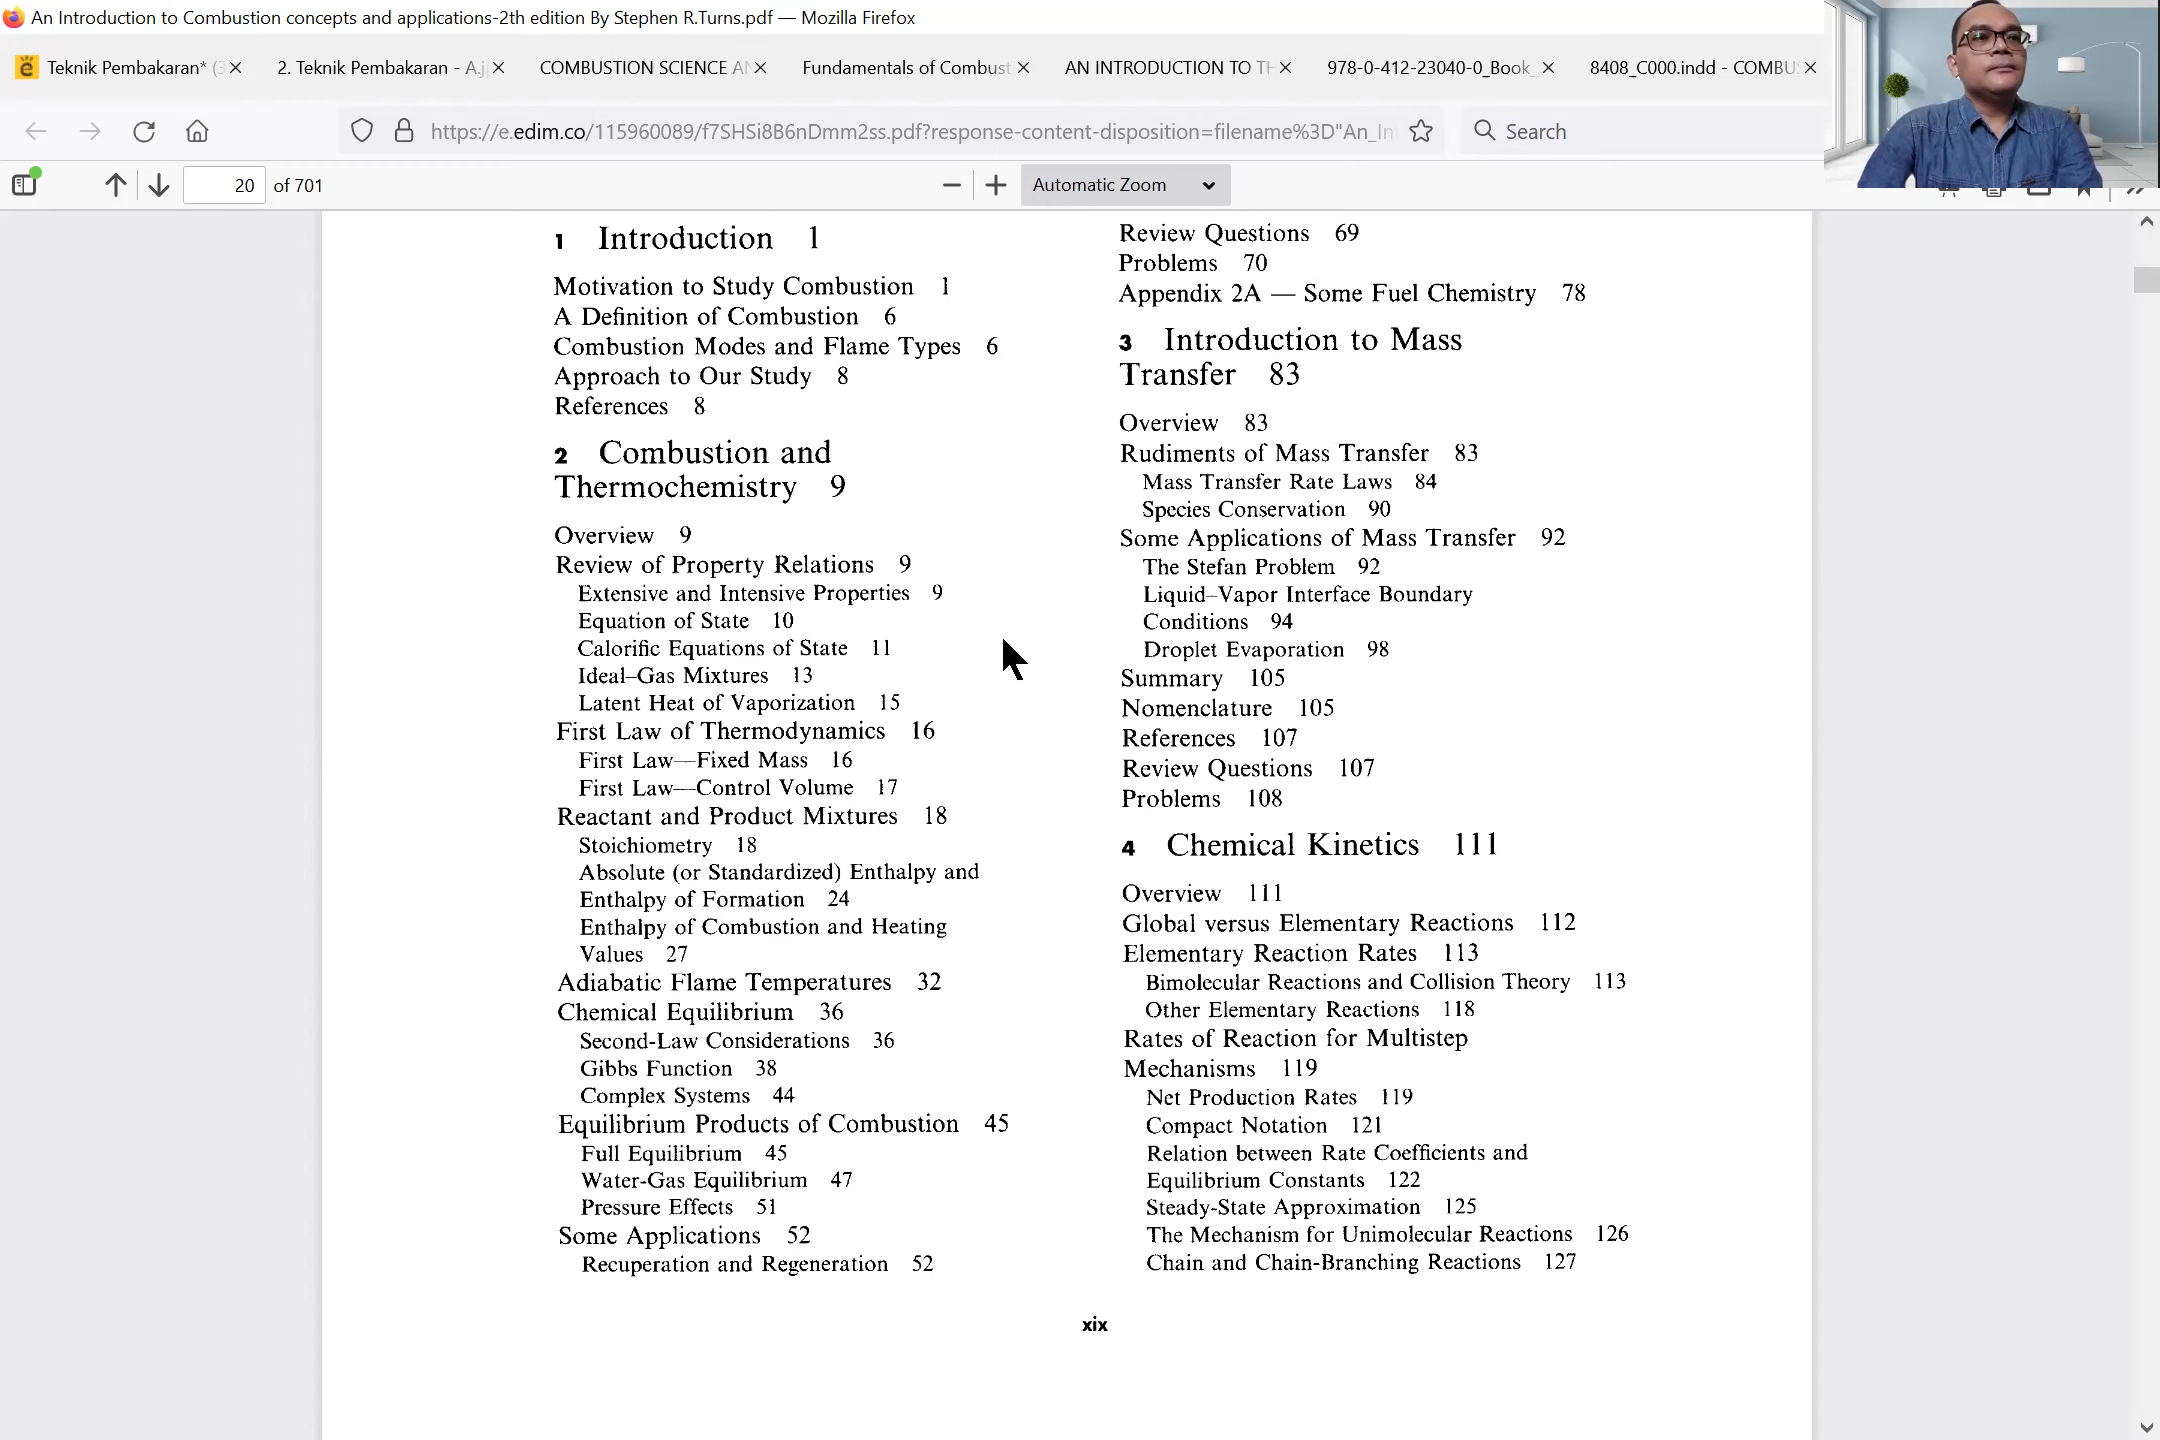 An Introduction to Combustion concepts and applications-2th edition By Stephen R.Turns.pdf — Mozilla Firefox
Teknik Pembakaran* (3
2. Teknik Pembakaran - A.j
COMBUSTION SCIENCE A
Fundamentals of Combust
AN INTRODUCTION TO T
978-0-412-23040-0_Book_
8408_C000.indd - COMBU
https://e.edim.co/115960089/f7SHSi8B6nDmm2ss.pdf?response-content-disposition=filename%3D"An_In
Search
20 of 701
Automatic Zoom
1 Introduction 1
Motivation to Study Combustion 1
A Definition of Combustion 6
Combustion Modes and Flame Types 6
Approach to Our Study 8
References 8
2 Combustion and
Thermochemistry 9
Overview 9
Review of Property Relations 9
Extensive and Intensive Properties 9
Equation of State 10
Calorific Equations of State 11
Ideal–Gas Mixtures 13
Latent Heat of Vaporization 15
First Law of Thermodynamics 16
First Law—Fixed Mass 16
First Law—Control Volume 17
Reactant and Product Mixtures 18
Stoichiometry 18
Absolute (or Standardized) Enthalpy and
Enthalpy of Formation 24
Enthalpy of Combustion and Heating
Values 27
Adiabatic Flame Temperatures 32
Chemical Equilibrium 36
Second-Law Considerations 36
Gibbs Function 38
Complex Systems 44
Equilibrium Products of Combustion 45
Full Equilibrium 45
Water-Gas Equilibrium 47
Pressure Effects 51
Some Applications 52
Recuperation and Regeneration 52
Review Questions 69
Problems 70
Appendix 2A — Some Fuel Chemistry 78
3 Introduction to Mass
Transfer 83
Overview 83
Rudiments of Mass Transfer 83
Mass Transfer Rate Laws 84
Species Conservation 90
Some Applications of Mass Transfer 92
The Stefan Problem 92
Liquid–Vapor Interface Boundary
Conditions 94
Droplet Evaporation 98
Summary 105
Nomenclature 105
References 107
Review Questions 107
Problems 108
4 Chemical Kinetics 111
Overview 111
Global versus Elementary Reactions 112
Elementary Reaction Rates 113
Bimolecular Reactions and Collision Theory 113
Other Elementary Reactions 118
Rates of Reaction for Multistep
Mechanisms 119
Net Production Rates 119
Compact Notation 121
Relation between Rate Coefficients and
Equilibrium Constants 122
Steady-State Approximation 125
The Mechanism for Unimolecular Reactions 126
Chain and Chain-Branching Reactions 127
xix